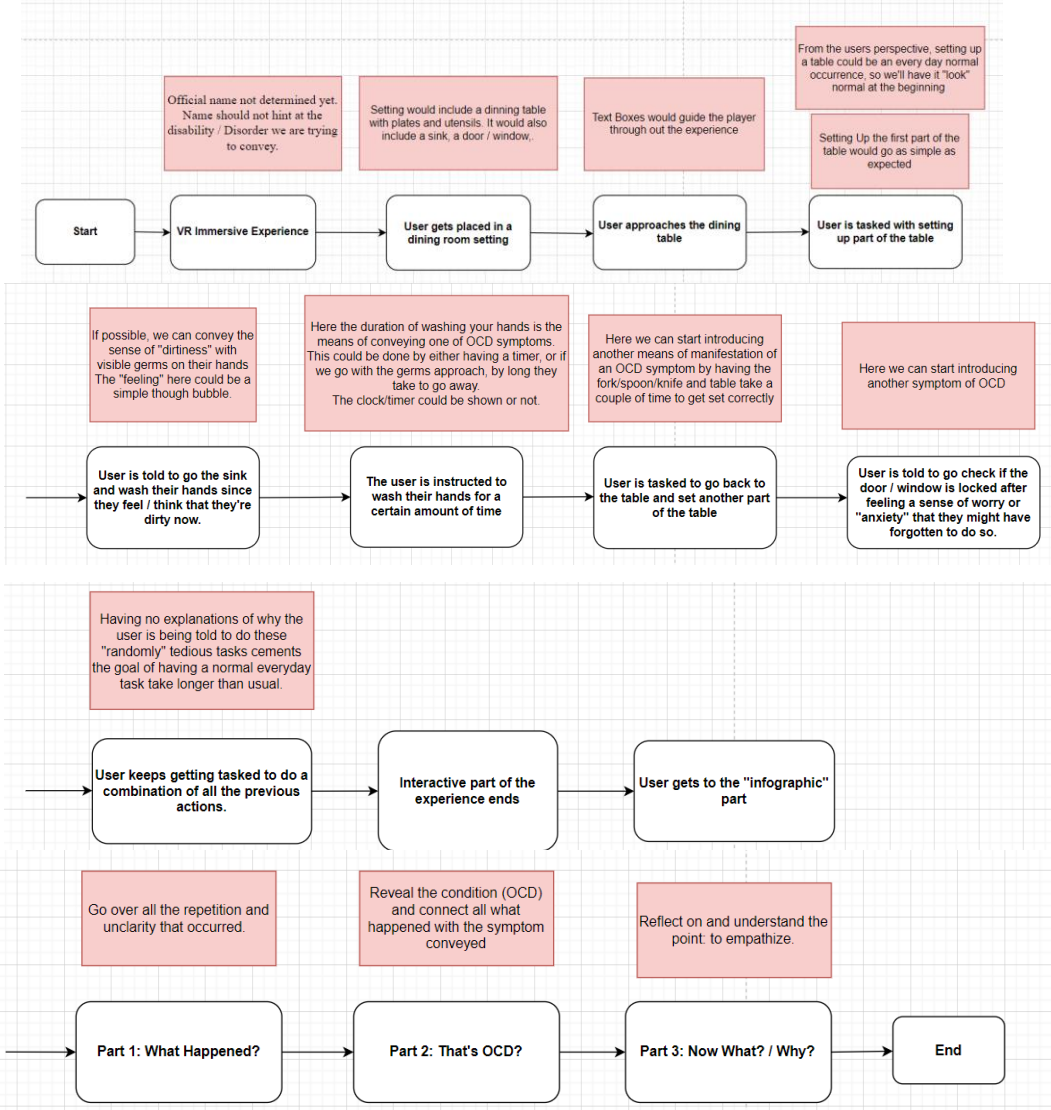 Official name not determined yet.
Name should not hint at the
disability / Disorder we are trying
to convey.
Setting would include a dinning table
with plates and utensils. It would also
include a sink, a door / window,.
Text Boxes would guide the player
through out the experience
From the users perspective, setting up
a table could be an every day normal
occurrence, so we'll have it "look"
normal at the beginning
Setting Up the first part of the
table would go as simple as
expected
Start
VR Immersive Experience
User gets placed in a
dining room setting
User approaches the dining
table
User is tasked with setting
up part of the table
If possible, we can convey the
sense of "dirtiness" with
visible germs on their hands
The "feeling" here could be a
simple though bubble.
Here the duration of washing your hands is the
means of conveying one of OCD symptoms.
This could be done by either having a timer, or if
we go with the germs approach, by long they
take to go away.
The clock/timer could be shown or not.
Here we can start introducing
another means of manifestation of
an OCD symptom by having the
fork/spoon/knife and table take a
couple of time to get set correctly
Here we can start introducing
another symptom of OCD
User is told to go the sink
and wash their hands since
they feel / think that they're
dirty now.
The user is instructed to
wash their hands for a
certain amount of time
User is tasked to go back to
the table and set another part
of the table
User is told to go check if the
door / window is locked after
feeling a sense of worry or
"anxiety" that they might have
forgotten to do so.
Having no explanations of why the
user is being told to do these
"randomly" tedious tasks cements
the goal of having a normal everyday
task take longer than usual.
User keeps getting tasked to do a
combination of all the previous
actions.
Interactive part of the
experience ends
User gets to the "infographic"
part
Go over all the repetition and
unclarity that occurred.
Reveal the condition (OCD)
and connect all what
happened with the symptom
conveyed
Reflect on and understand the
point: to empathize.
Part 1: What Happened?
Part 2: That's OCD?
Part 3: Now What? / Why?
End